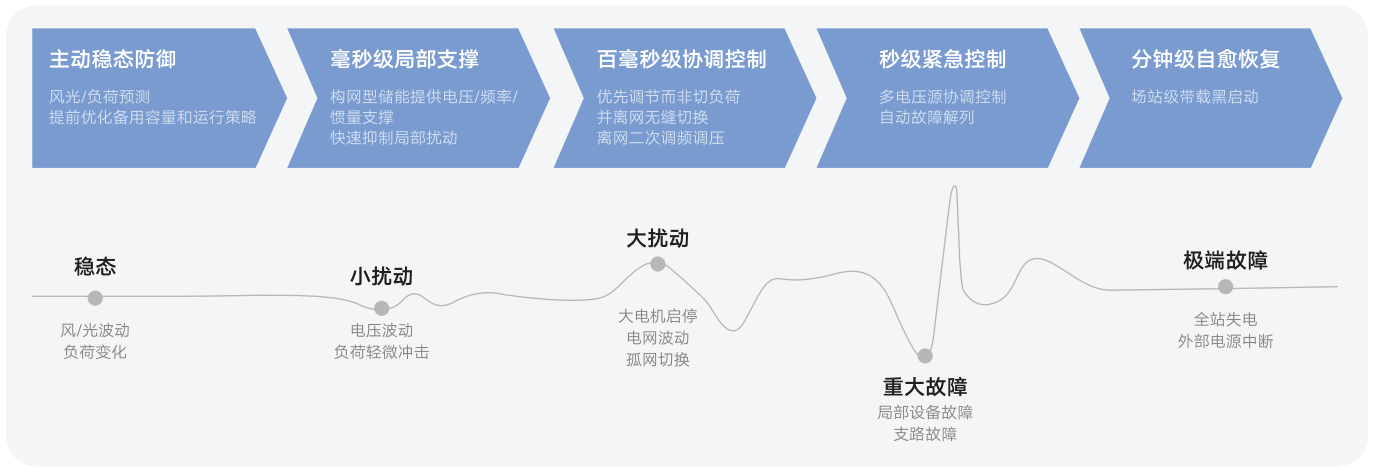 主动稳态防御
风光/负荷预测
提前优化备用容量和运行策略
毫秒级局部支撑
构网型储能提供电压/频率/
惯量支撑
快速抑制局部扰动
百毫秒级协调控制
优先调节而非切负荷
并离网无缝切换
离网二次调频调压
秒级紧急控制
多电压源协调控制
自动故障解列
分钟级自愈恢复
场站级带载黑启动
稳态
风/光波动
负荷变化
小扰动
电压波动
负荷轻微冲击
大扰动
大电机启停
电网波动
孤网切换
重大故障
局部设备故障
支路故障
极端故障
全站失电
外部电源中断